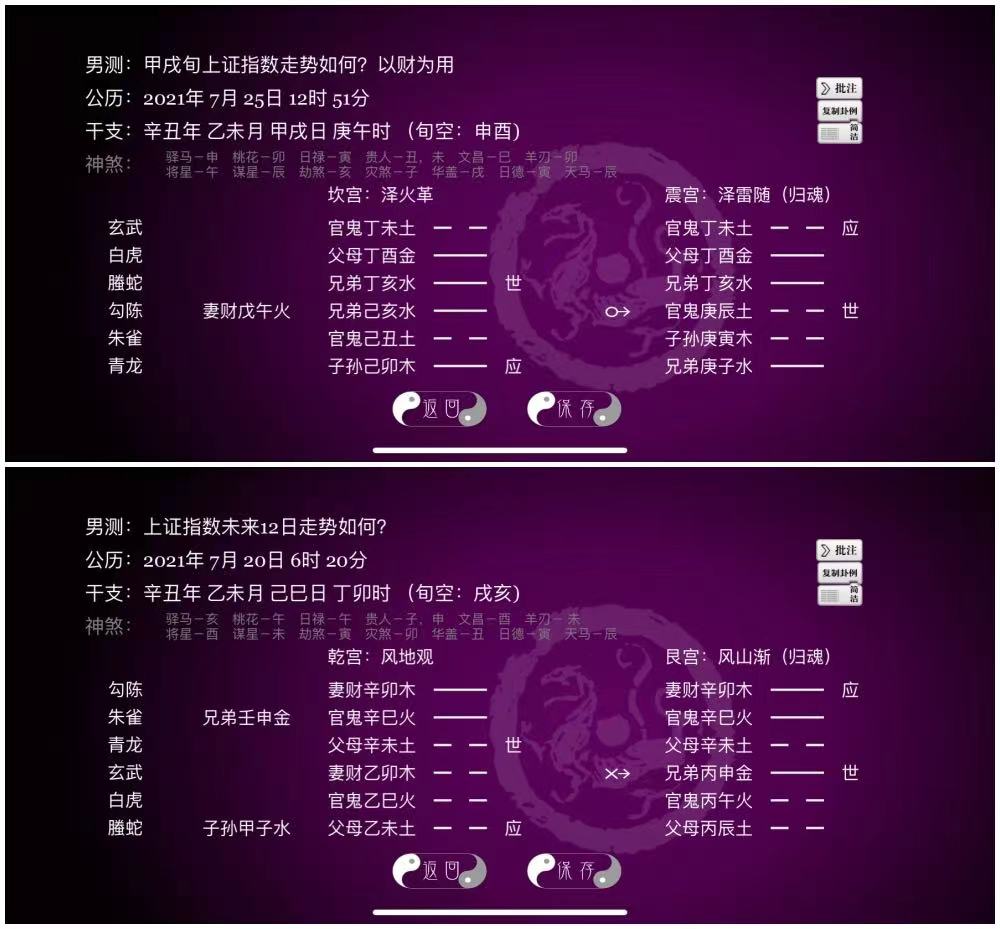 男测：甲戌旬上证指数走势如何？以财为用
公历：2021年 7月 25日 12时 51分
干支：辛丑年 乙未月 甲戌日 庚午时 （旬空：申酉）
神煞： 驿马－申 桃花－卯 日禄－寅 贵人－丑，未 文昌－巳 羊刃－卯
将星－午 谋星－辰 劫煞－亥 灾煞－子 华盖－戌 日德－寅 天马－辰
批注
复制卦例
简洁
坎宫：泽火革 震宫：泽雷随（归魂）
玄武 官鬼丁未土 官鬼丁未土 应
白虎 父母丁酉金 父母丁酉金
螣蛇 兄弟丁亥水 世 兄弟丁亥水
勾陈 妻财戊午火 兄弟己亥水 O→ 官鬼庚辰土 世
朱雀 官鬼己丑土 子孙庚寅木
青龙 子孙己卯木 应 兄弟庚子水
返回 保存
男测：上证指数未来12日走势如何？
公历：2021年 7月 20日 6时 20分
干支：辛丑年 乙未月 己巳日 丁卯时 （旬空：戌亥）
神煞： 驿马－亥 桃花－午 日禄－午 贵人－子，申 文昌－酉 羊刃－未
将星－酉 谋星－未 劫煞－寅 灾煞－卯 华盖－丑 日德－寅 天马－辰
批注
复制卦例
简洁
乾宫：风地观 艮宫：风山渐（归魂）
勾陈 妻财辛卯木 妻财辛卯木 应
朱雀 兄弟壬申金 官鬼辛巳火 官鬼辛巳火
青龙 父母辛未土 世 父母辛未土
玄武 妻财乙卯木 X→ 兄弟丙申金 世
白虎 官鬼乙巳火 官鬼丙午火
螣蛇 子孙甲子水 父母乙未土 应 父母丙辰土
返回 保存